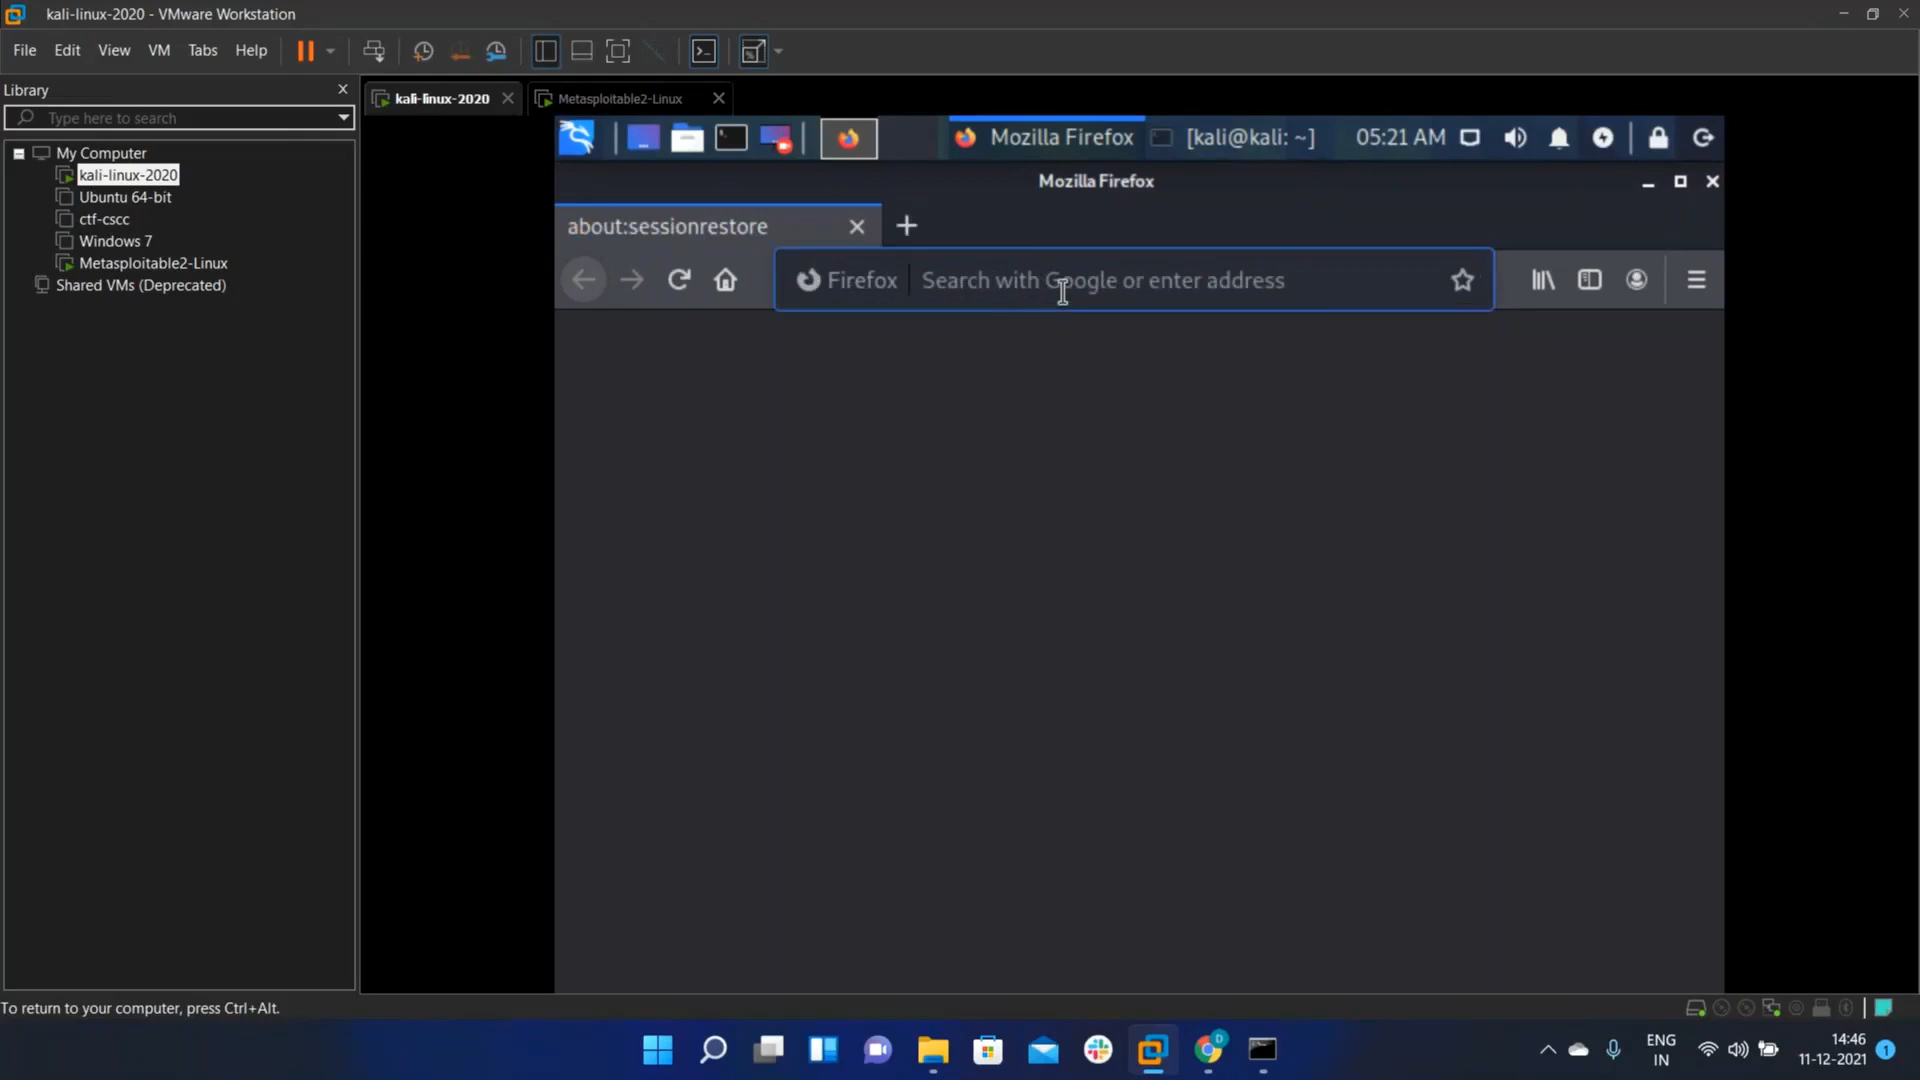 kali-linux-2020 - VMware Workstation
File Edit View VM Tabs Help
Library
Type here to search
My Computer
kali-linux-2020
Ubuntu 64-bit
ctf-cscc
Windows 7
Metasploitable2-Linux
Shared VMs (Deprecated)
kali-linux-2020 Metasploitable2-Linux
Mozilla Firefox [kali@kali: ~] 05:21 AM
Mozilla Firefox
about:sessionrestore
Firefox Search with Google or enter address
To return to your computer, press Ctrl+Alt.
D
ENG
IN
14:46
11-12-2021
1